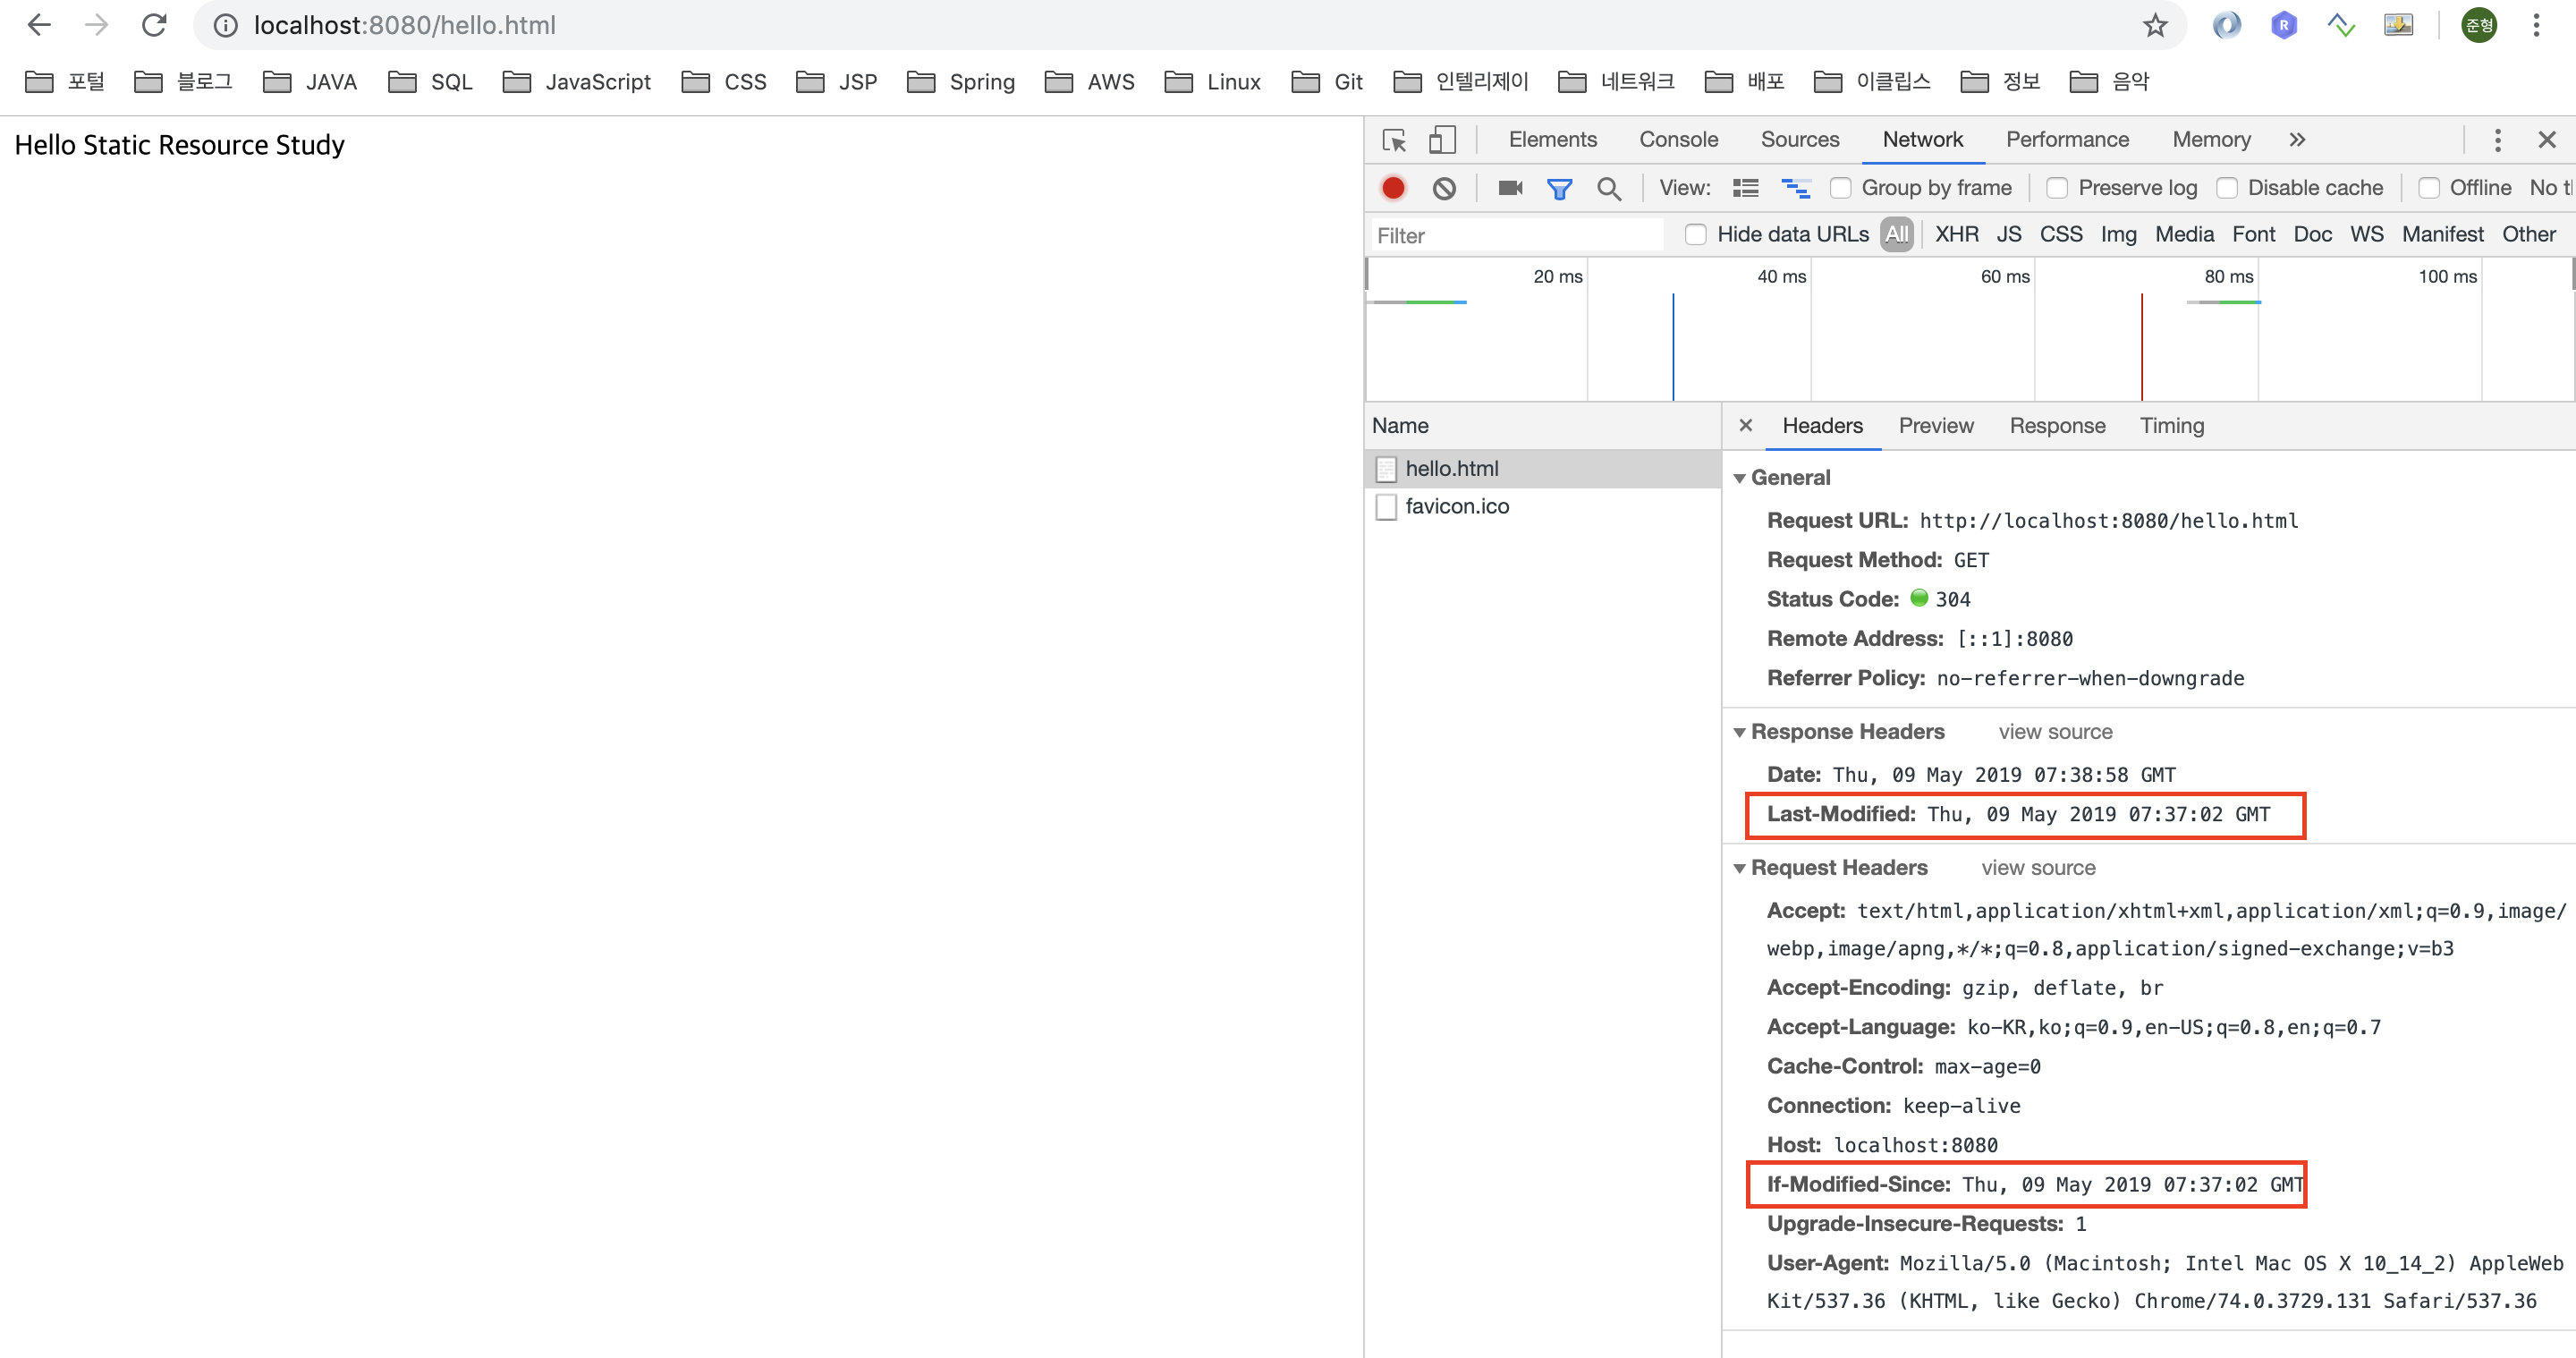 localhost:8080/hello.html
준형
포털 블로그 JAVA SQL JavaScript CSS JSP Spring AWS Linux Git 인텔리제이 네트워크 배포 이클립스 정보 음악
Hello Static Resource Study
Elements Console Sources Network Performance Memory
View: Group by frame Preserve log Disable cache Offline No
Filter Hide data URLs All XHR JS CSS Img Media Font Doc WS Manifest Other
20 ms 40 ms 60 ms 80 ms 100 ms
Name
hello.html
favicon.ico
Headers Preview Response Timing
General
Request URL: http://localhost:8080/hello.html
Request Method: GET
Status Code: 304
Remote Address: [::1]:8080
Referrer Policy: no-referrer-when-downgrade
Response Headers view source
Date: Thu, 09 May 2019 07:38:58 GMT
Last-Modified: Thu, 09 May 2019 07:37:02 GMT
Request Headers view source
Accept: text/html,application/xhtml+xml,application/xml;q=0.9,image/
webp,image/apng,*/*;q=0.8,application/signed-exchange;v=b3
Accept-Encoding: gzip, deflate, br
Accept-Language: ko-KR,ko;q=0.9,en-US;q=0.8,en;q=0.7
Cache-Control: max-age=0
Connection: keep-alive
Host: localhost:8080
If-Modified-Since: Thu, 09 May 2019 07:37:02 GMT
Upgrade-Insecure-Requests: 1
User-Agent: Mozilla/5.0 (Macintosh; Intel Mac OS X 10_14_2) AppleWeb
Kit/537.36 (KHTML, like Gecko) Chrome/74.0.3729.131 Safari/537.36